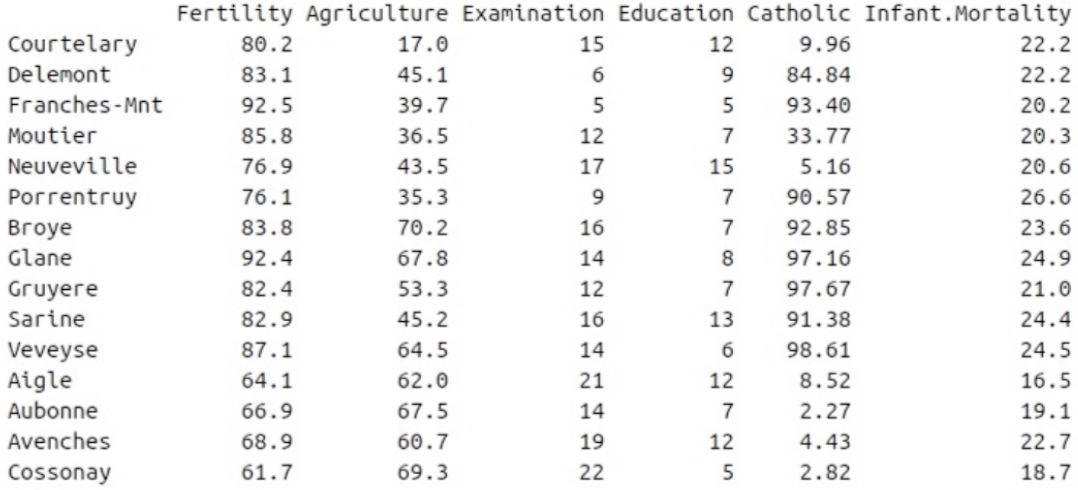 Fertility Agriculture Examination Education Catholic Infant.Mortality
Courtelary 80.2 17.0 15 12 9.96 22.2
Delemont 83.1 45.1 6 9 84.84 22.2
Franches-Mnt 92.5 39.7 5 5 93.40 20.2
Moutier 85.8 36.5 12 7 33.77 20.3
Neuveville 76.9 43.5 17 15 5.16 20.6
Porrentruy 76.1 35.3 9 7 90.57 26.6
Broye 83.8 70.2 16 7 92.85 23.6
Glane 92.4 67.8 14 8 97.16 24.9
Gruyere 82.4 53.3 12 7 97.67 21.0
Sarine 82.9 45.2 16 13 91.38 24.4
Veveyse 87.1 64.5 14 6 98.61 24.5
Aigle 64.1 62.0 21 12 8.52 16.5
Aubonne 66.9 67.5 14 7 2.27 19.1
Avenches 68.9 60.7 19 12 4.43 22.7
Cossonay 61.7 69.3 22 5 2.82 18.7